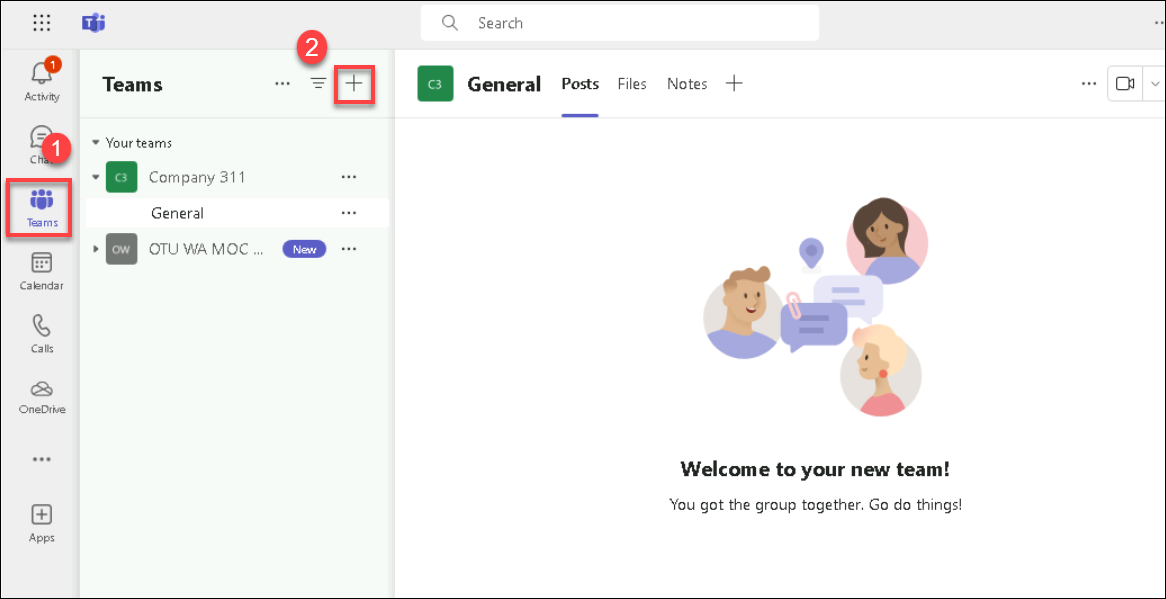 Search
2
Teams
C3
General
Posts
Files
Notes
1
Activity
1
Teams
Calendar
Calls
OneDrive
Apps
Your teams
C3
Company 311
General
OW
OTU WA MOC ...
New
Welcome to your new team!
You got the group together. Go do things!